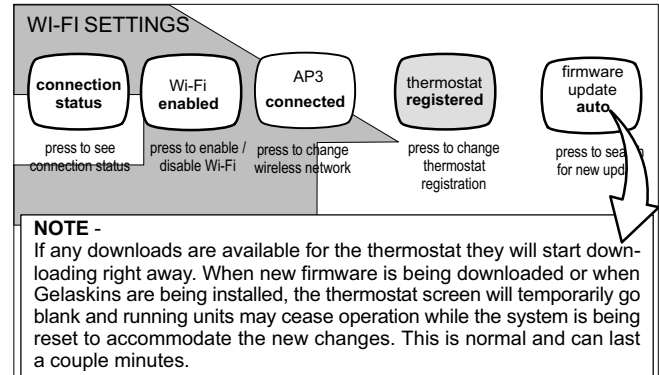 WI-FI SETTINGS
connection
status
Wi-Fi
enabled
AP3
connected
thermostat
registered
firmware
update
auto
press to see
connection status
press to enable /
disable Wi-Fi
press to change
wireless network
press to change
thermostat
registration
press to
for new
NOTE -
If any downloads are available for the thermostat they will start down-
loading right away. When new firmware is being downloaded or when
Gelaskins are being installed, the thermostat screen will temporarily go
blank and running units may cease operation while the system is being
reset to accommodate the new changes. This is normal and can last
a couple minutes.